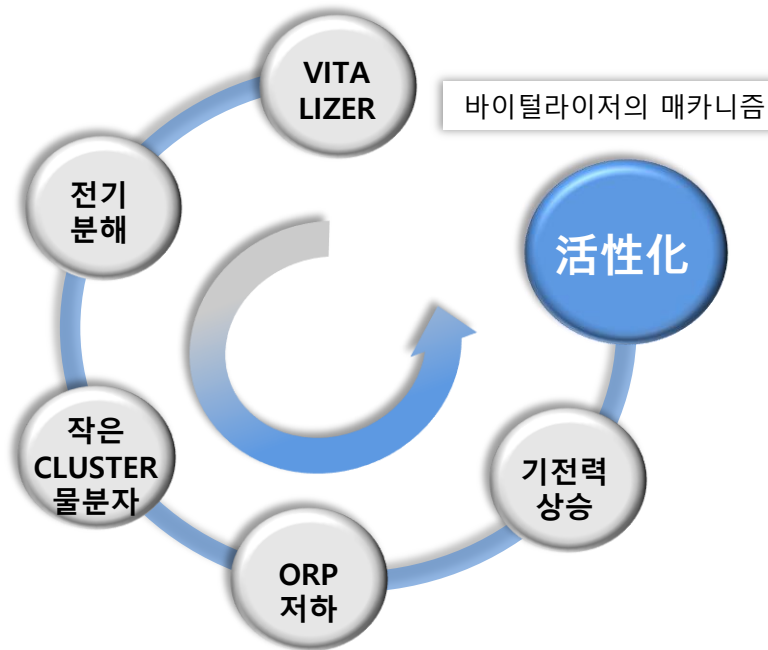 바이털라이저의 매카니즘
VITA
LIZER
전기
분해
작은
CLUSTER
물분자
ORP
저하
기전력
상승
活性化